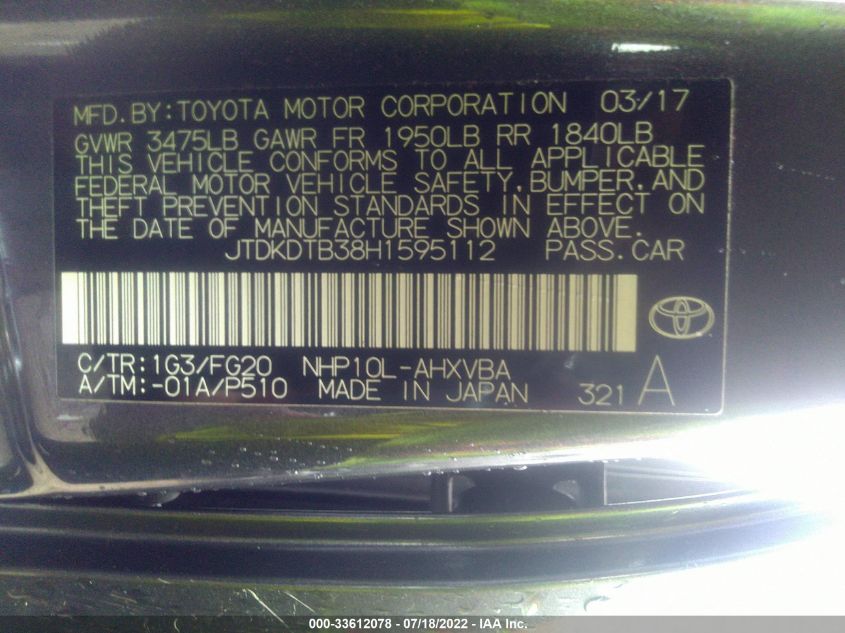 MFD.BY:TOYOTA MOTOR CORPORATION 03/17
GVWR 3475LB GAWR FR 1950LB RR 1840LB
THIS VEHICLE CONFORMS TO ALL APPLICABLE
FEDERAL MOTOR VEHICLE SAFETY,BUMPER,AND
THEFT PREVENTION STANDARDS IN EFFECT ON
THE DATE OF MANUFACTURE SHOWN ABOVE.
JTDKDTB38H1595112 PASS.CAR
C/TR:1G3/FG20 NHP10L-AHXVBA
A/TM:-01A/P510 MADE IN JAPAN 321 A
000-33612078 - 07/18/2022 - IAA Inc.